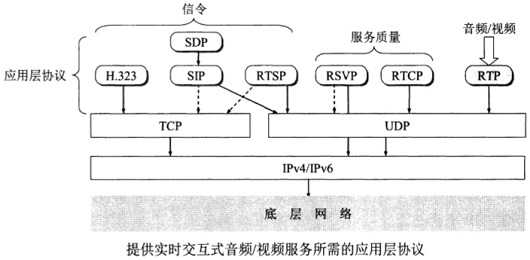 信令
服务质量
音频/视频
SDP
应用层协议
H.323
SIP
RTSP
RSVP
RTCP
RTP
TCP
UDP
IPv4/IPv6
底层网络
提供实时交互式音频/视频服务所需的应用层协议